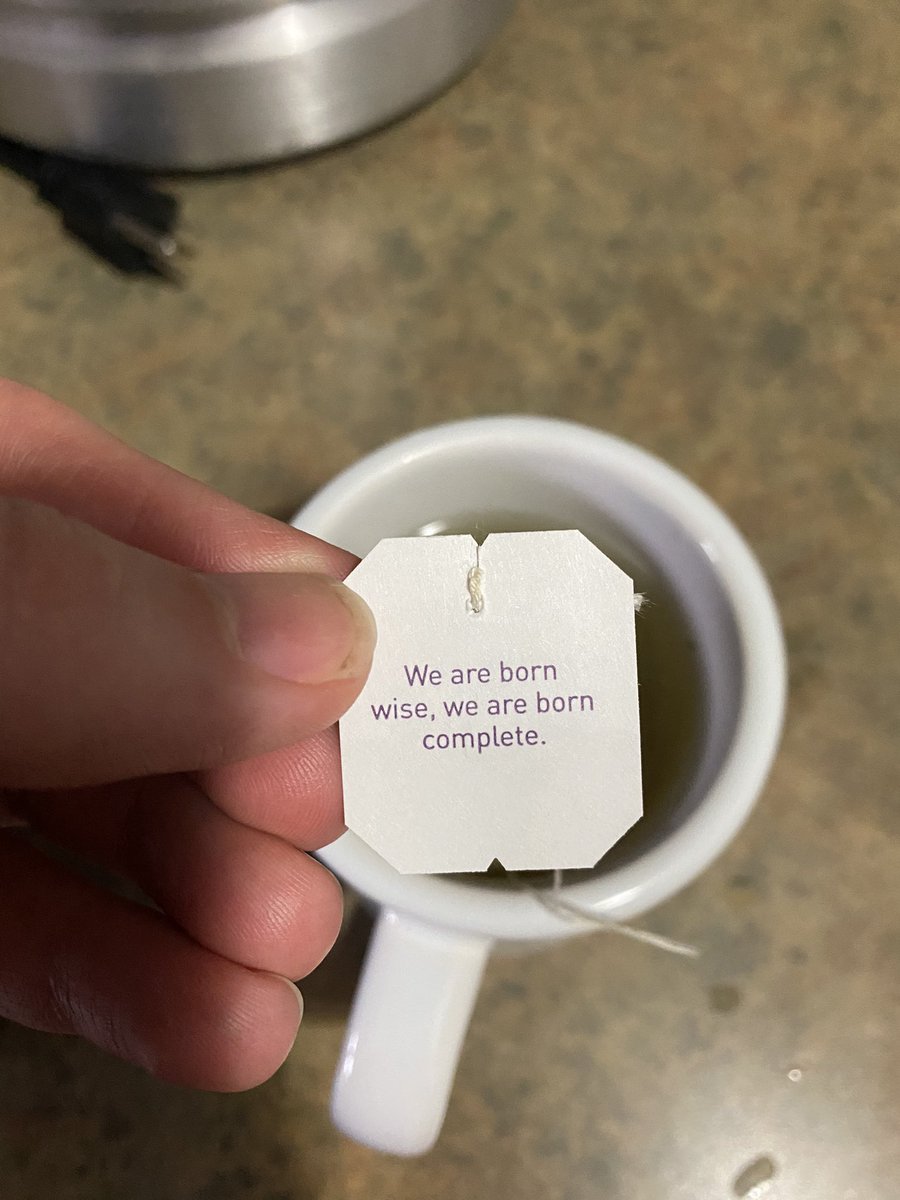 We are born
wise, we are born
complete.